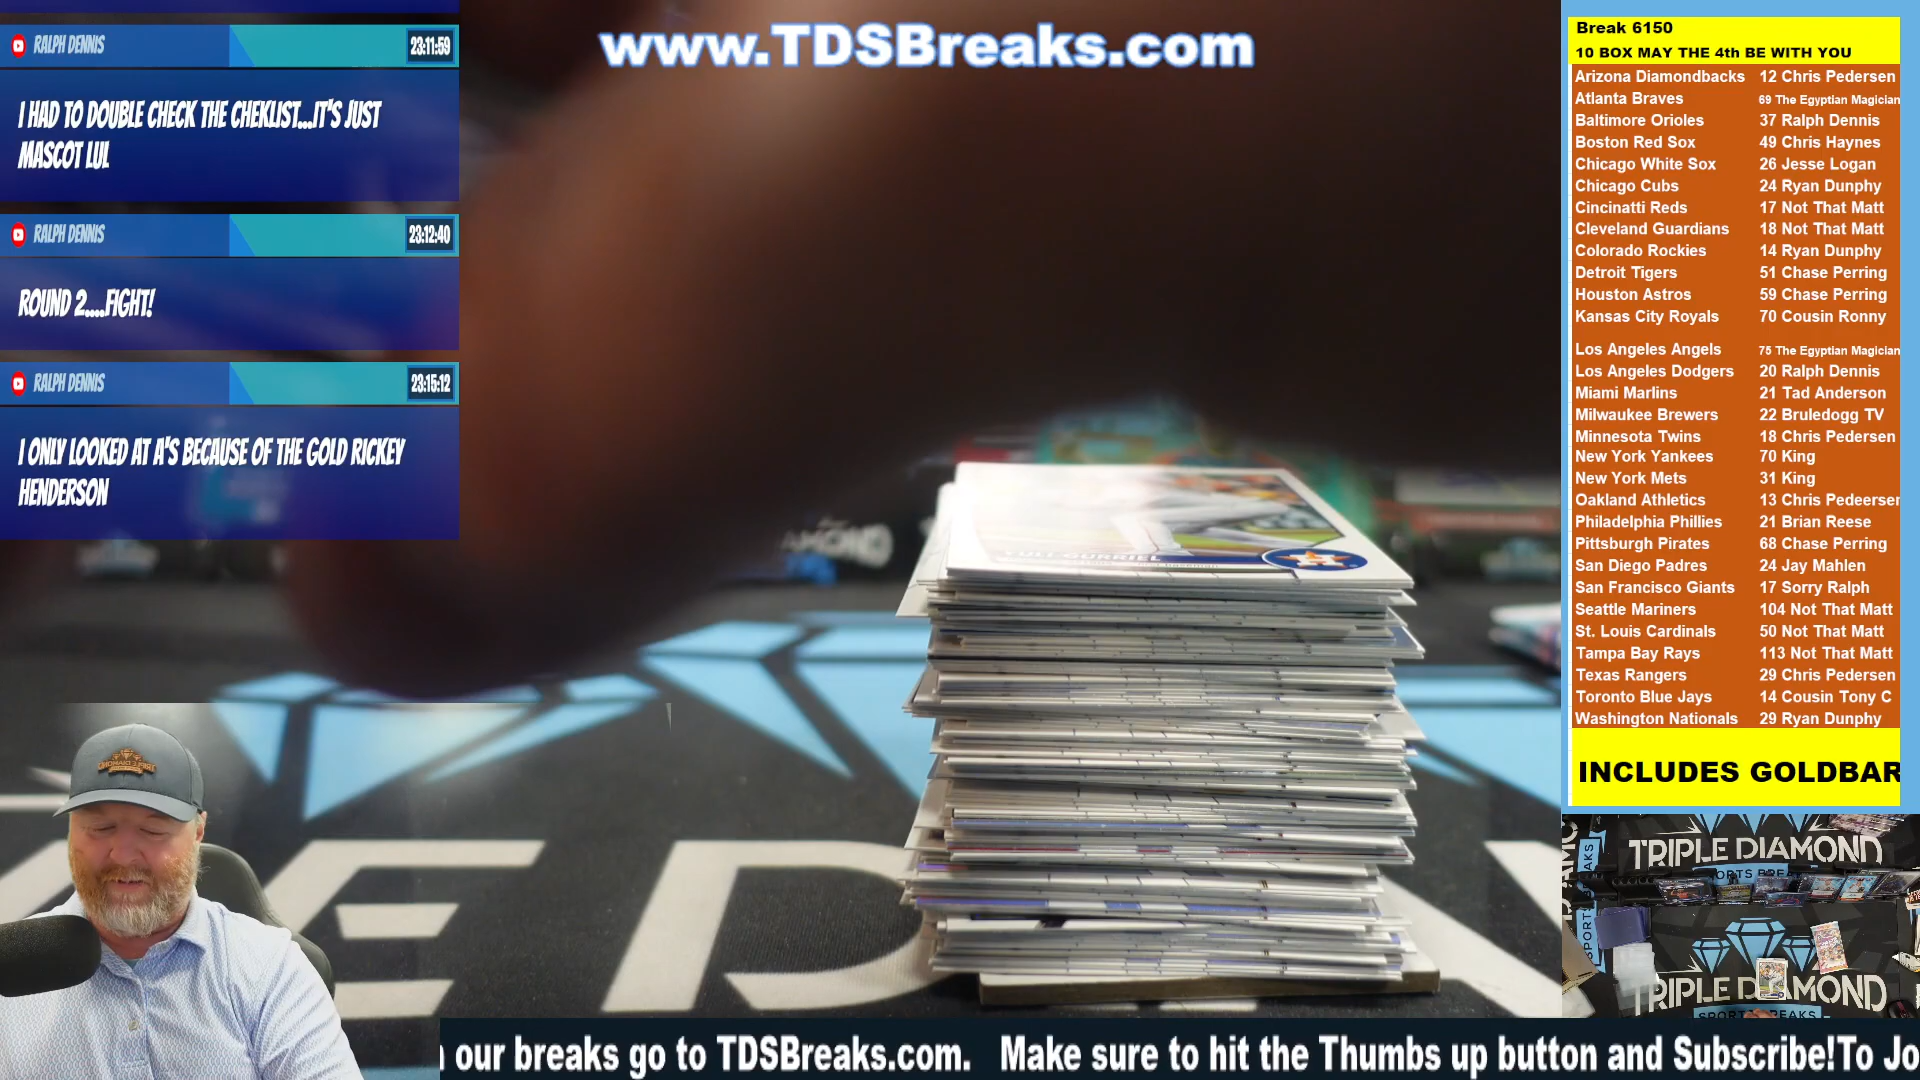 www.TDSBreaks.com
RALPH DENNIS
23:11:59
I HAD TO DOUBLE CHECK THE CHEKLIST...IT'S JUST
MASCOT LUL
RALPH DENNIS
23:12:40
ROUND 2....FIGHT!
RALPH DENNIS
23:15:12
I ONLY LOOKED AT A'S BECAUSE OF THE GOLD RICKEY
HENDERSON
YULI GURRIEL
Break 6150
10 BOX MAY THE 4th BE WITH YOU
Arizona Diamondbacks 12 Chris Pedersen
Atlanta Braves 69 The Egyptian Magician
Baltimore Orioles 37 Ralph Dennis
Boston Red Sox 49 Chris Haynes
Chicago White Sox 26 Jesse Logan
Chicago Cubs 24 Ryan Dunphy
Cincinatti Reds 17 Not That Matt
Cleveland Guardians 18 Not That Matt
Colorado Rockies 14 Ryan Dunphy
Detroit Tigers 51 Chase Perring
Houston Astros 59 Chase Perring
Kansas City Royals 70 Cousin Ronny
Los Angeles Angels 75 The Egyptian Magician
Los Angeles Dodgers 20 Ralph Dennis
Miami Marlins 21 Tad Anderson
Milwaukee Brewers 22 Bruledogg TV
Minnesota Twins 18 Chris Pedersen
New York Yankees 70 King
New York Mets 31 King
Oakland Athletics 13 Chris Pedeersen
Philadelphia Phillies 21 Brian Reese
Pittsburgh Pirates 68 Chase Perring
San Diego Padres 24 Jay Mahlen
San Francisco Giants 17 Sorry Ralph
Seattle Mariners 104 Not That Matt
St. Louis Cardinals 50 Not That Matt
Tampa Bay Rays 113 Not That Matt
Texas Rangers 29 Chris Pedersen
Toronto Blue Jays 14 Cousin Tony C
Washington Nationals 29 Ryan Dunphy
INCLUDES GOLDBAR
TRIPLE DIAMOND
SPORTS BREAKS
TRIPLE DIAMOND
SPORTS BREAKS
our breaks go to TDSBreaks.com. Make sure to hit the Thumbs up button and Subscribe!To Jo